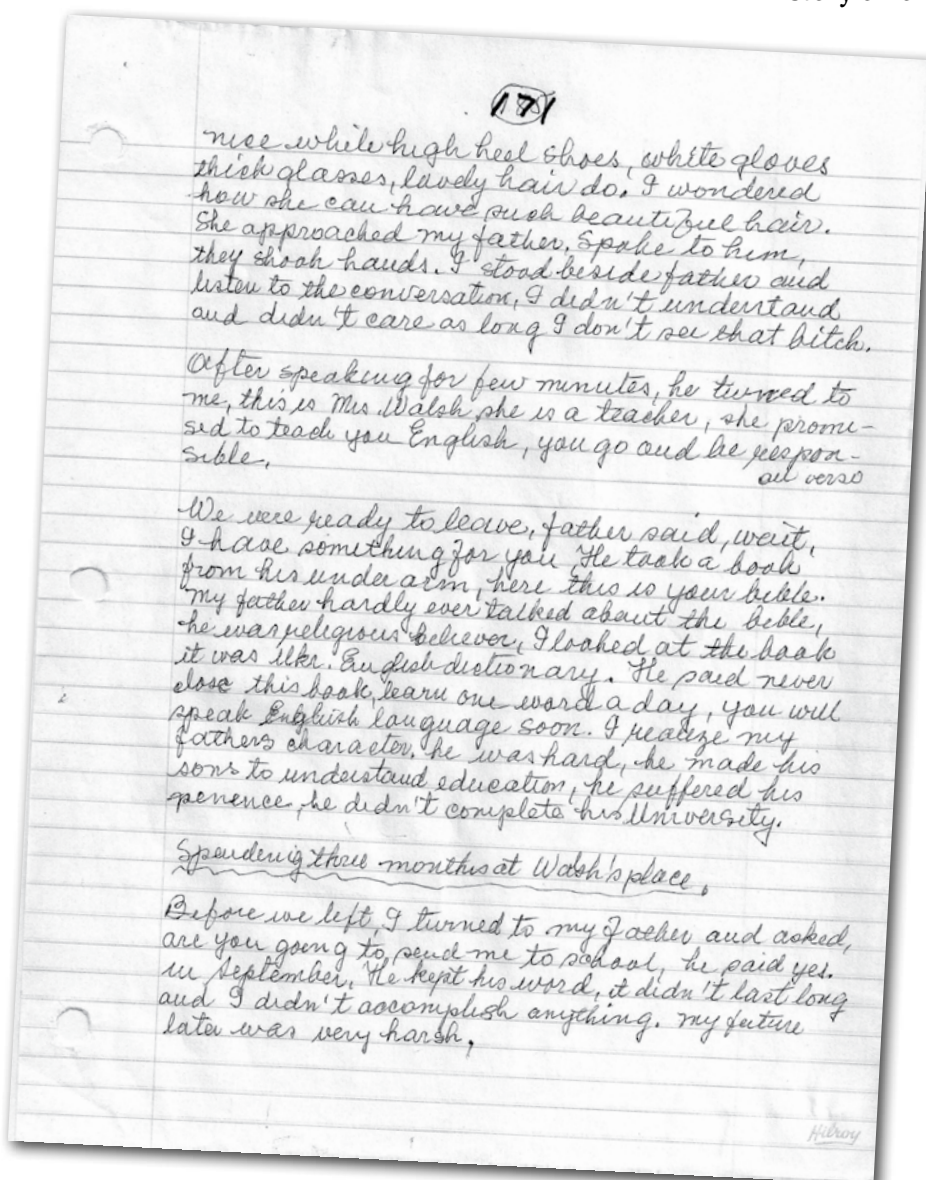 171
nice while high heel shoes, white gloves
thick glasses, lovely hair do. I wondered
how she can have such beautiful hair.
She approached my father. Spoke to him,
they shook hands. I stood beside father and
listen to the conversation, I didn't understand
and didn't care as long I don't see that bitch.
After speaking for few minutes, he turned to
me, this is Mrs. Walsh she is a teacher, she promi-
sed to teach you English, you go and be respon-
sible.
verso
We were ready to leave, father said, wait,
I have something for you He took a book
from his under arm, here this is your bible.
my father hardly ever talked about the bible,
he was religious believer, I looked at the book
it was Ukr. English dictionary. He said never
close this book, learn one word a day, you will
speak English language soon. I realize my
fathers character, he was hard, he made his
sons to understand education, he suffered his
penence, he didn't complete his University.
Spendenig three months at Walsh's place.
Before we left, I turned to my father and asked,
are you going to send me to school, he said yes.
in September. He kept his word, it didn't last long
and I didn't accomplish anything. my future
later was very harsh,
Hilroy